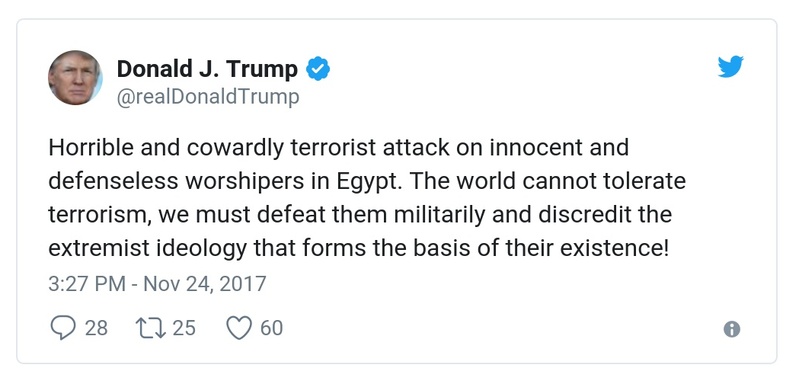 Donald J. Trump
@realDonaldTrump
Horrible and cowardly terrorist attack on innocent and
defenseless worshipers in Egypt. The world cannot tolerate
terrorism, we must defeat them militarily and discredit the
extremist ideology that forms the basis of their existence!
3:27 PM - Nov 24, 2017
28 25 60